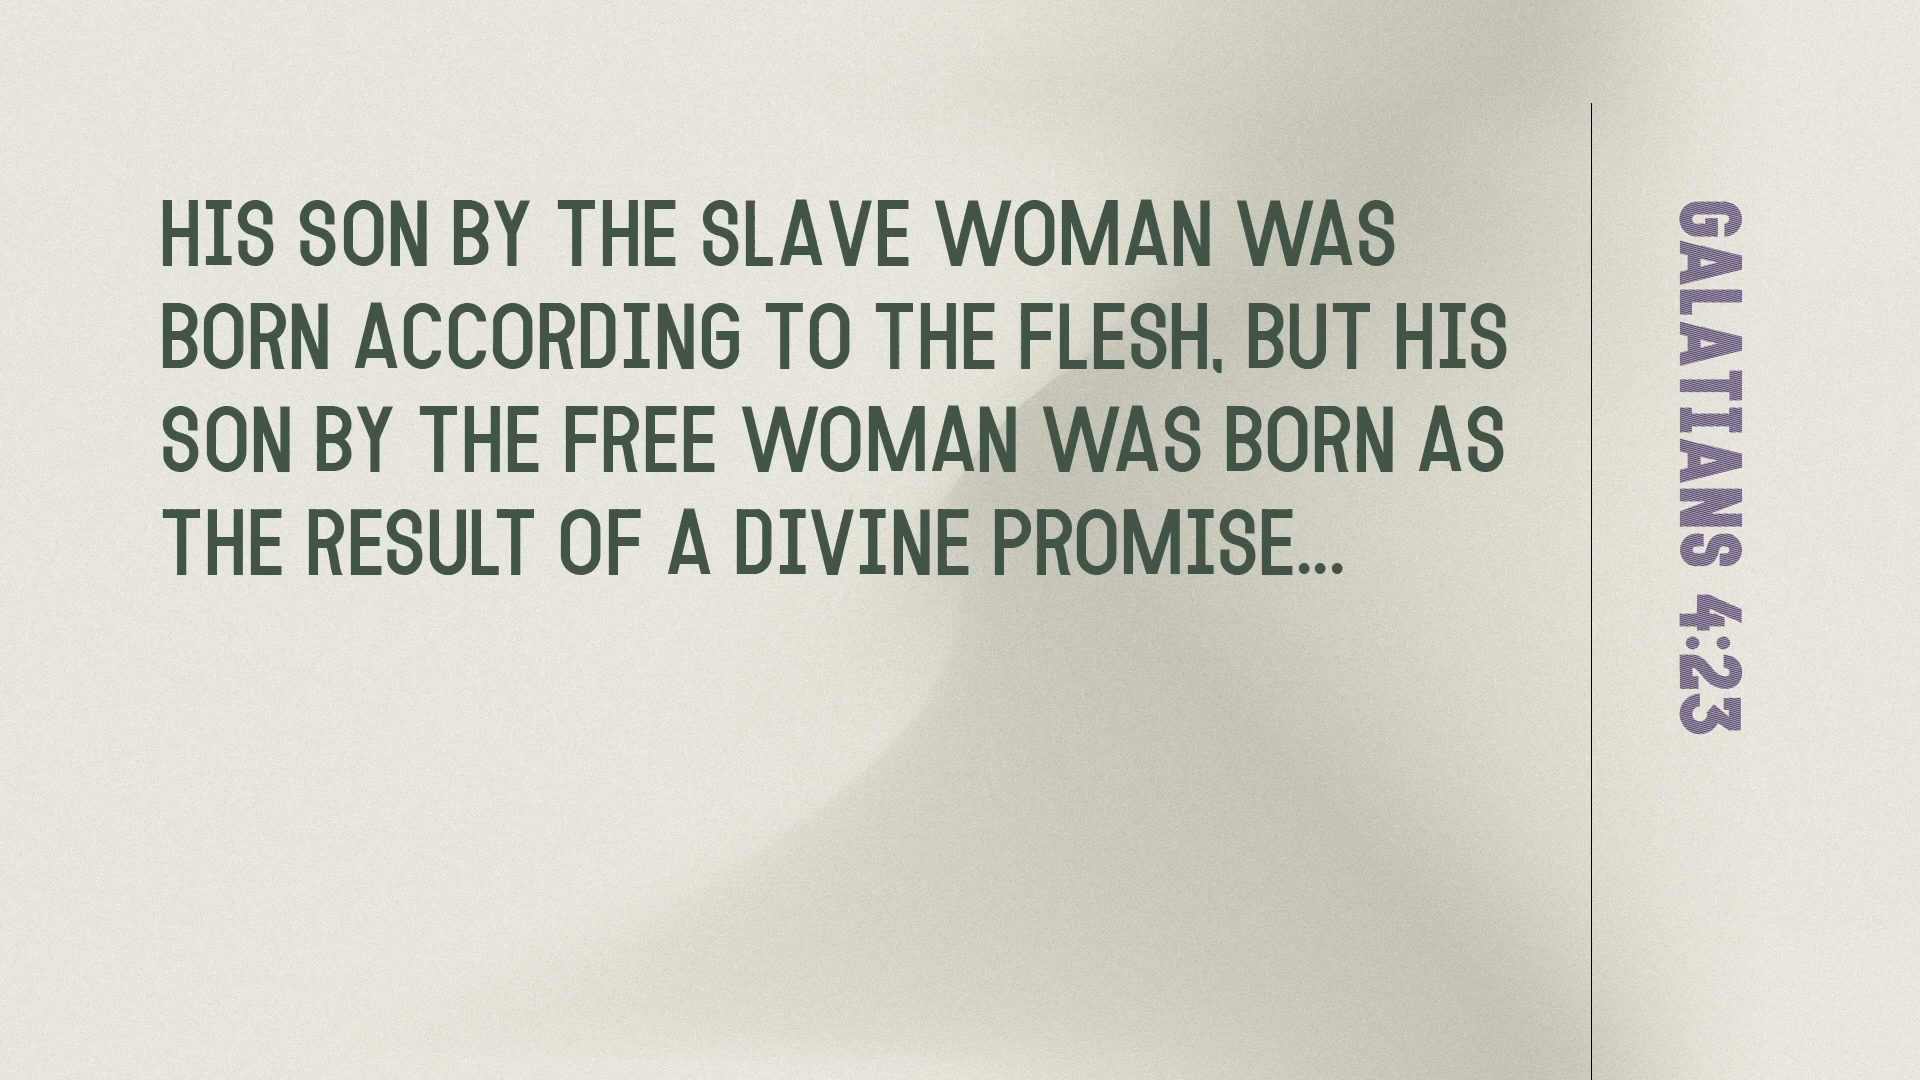 HIS SON BY THE SLAVE WOMAN WAS
BORN ACCORDING TO THE FLESH, BUT HIS
SON BY THE FREE WOMAN WAS BORN AS
THE RESULT OF A DIVINE PROMISE...
GALATIANS 4:23